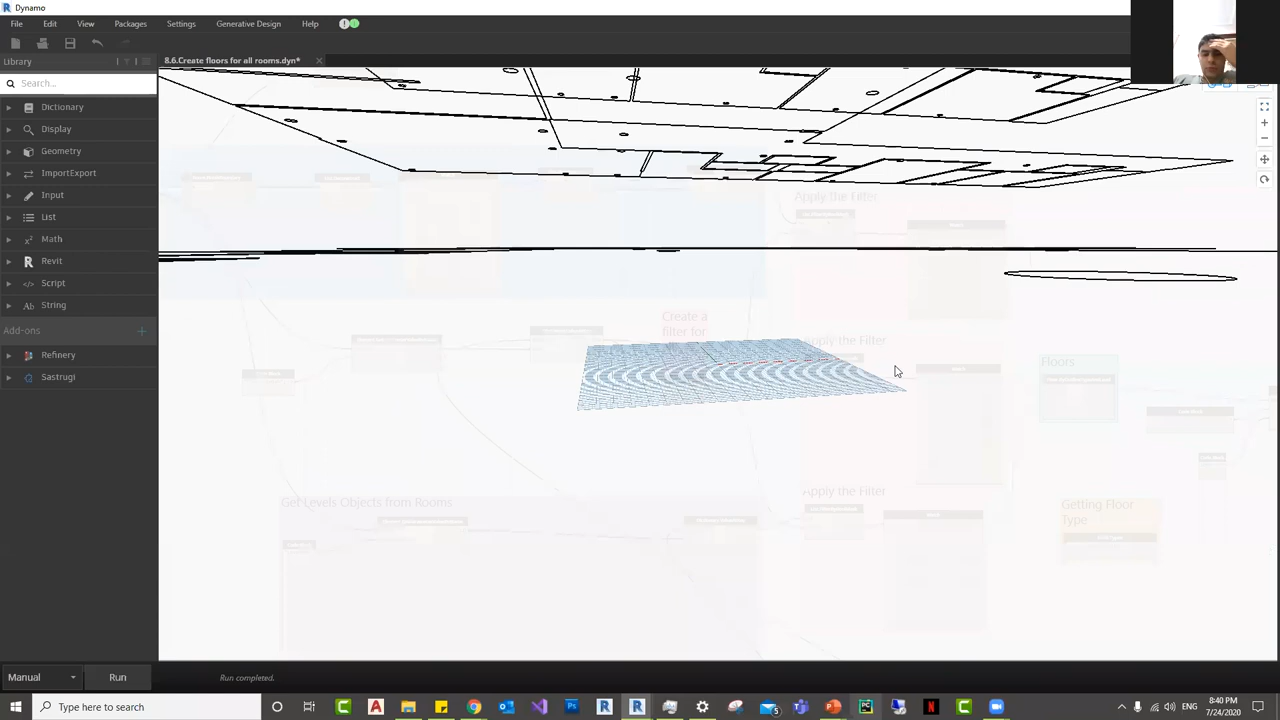 Dynamo
File Edit View Packages Settings Generative Design Help
Library
8.6.Create floors for all rooms.dyn*
Search...
Dictionary
Display
Geometry
ImportExport
Input
List
Math
Revit
Script
String
Add-ons
Refinery
Sastrugi
Apply the Filter
Create a
filter for
Apply the Filter
Floors
Get Levels Objects from Rooms
Apply the Filter
Getting Floor
Type
Manual
Run
Run completed.
Type here to search
ENG
8:40 PM
7/24/2020